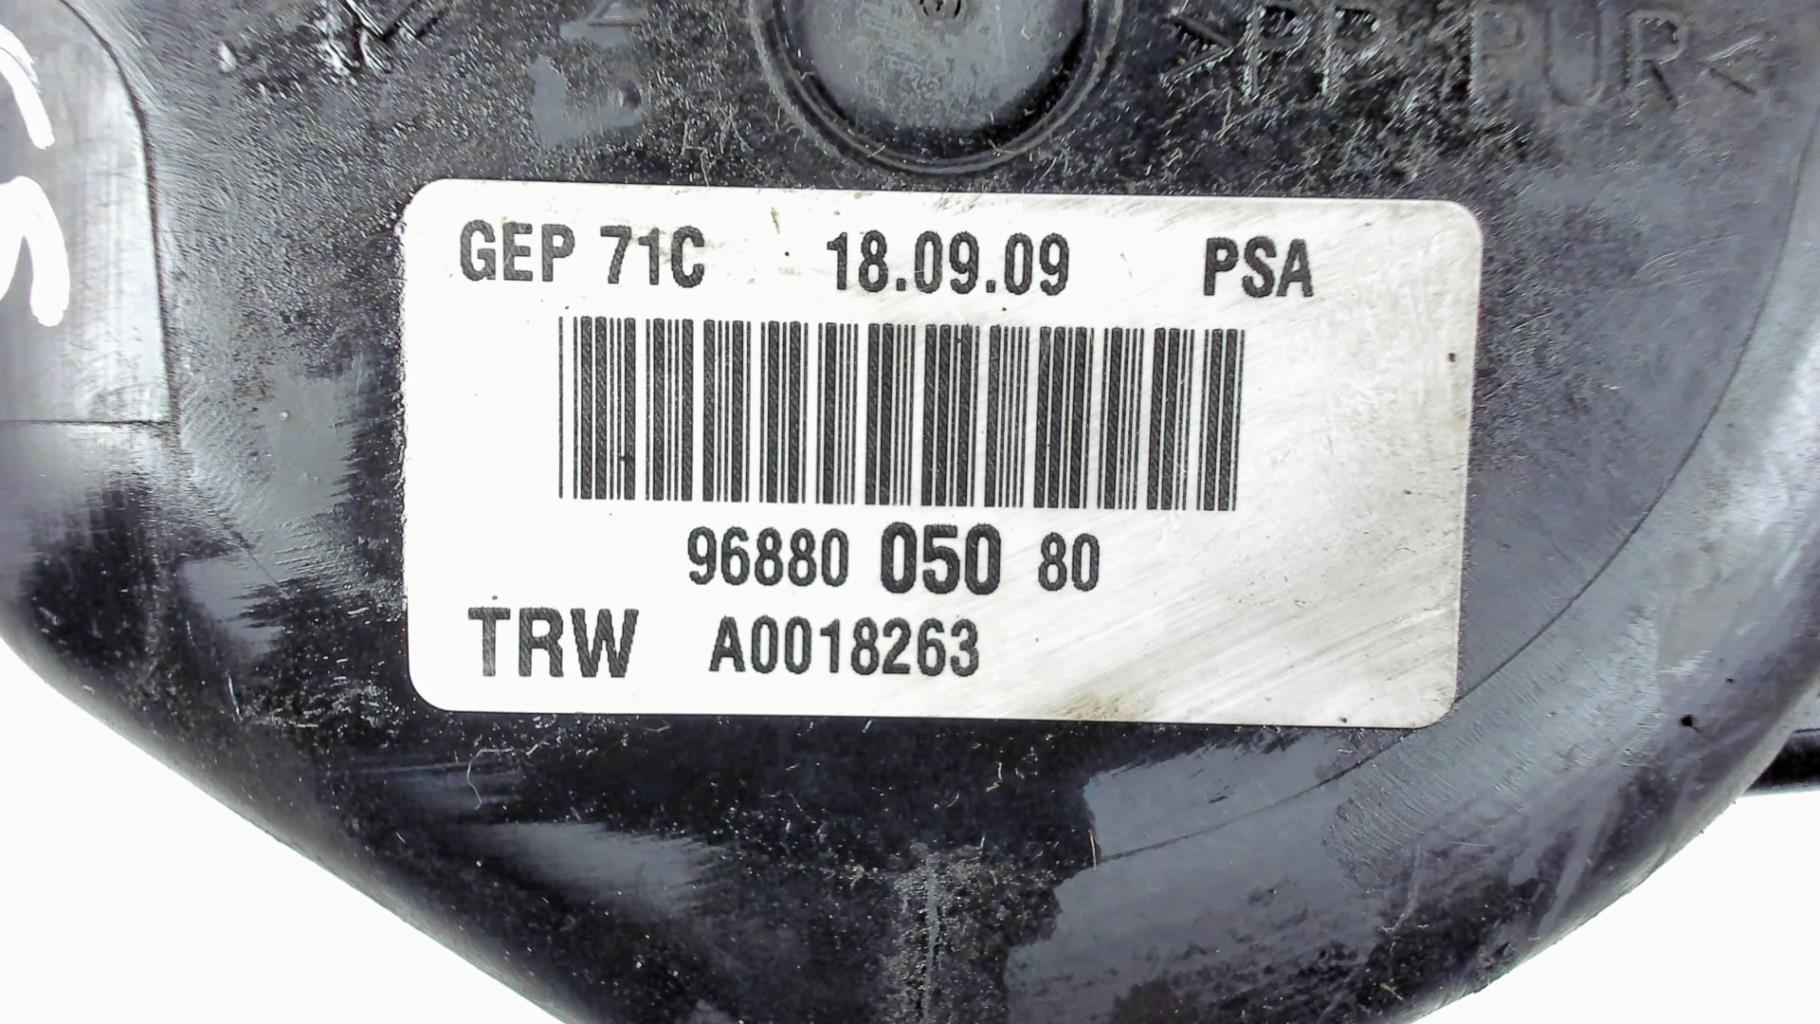 >PP+PUR<
GEP 71C 18.09.09 PSA
96880 050 80
TRW A0018263